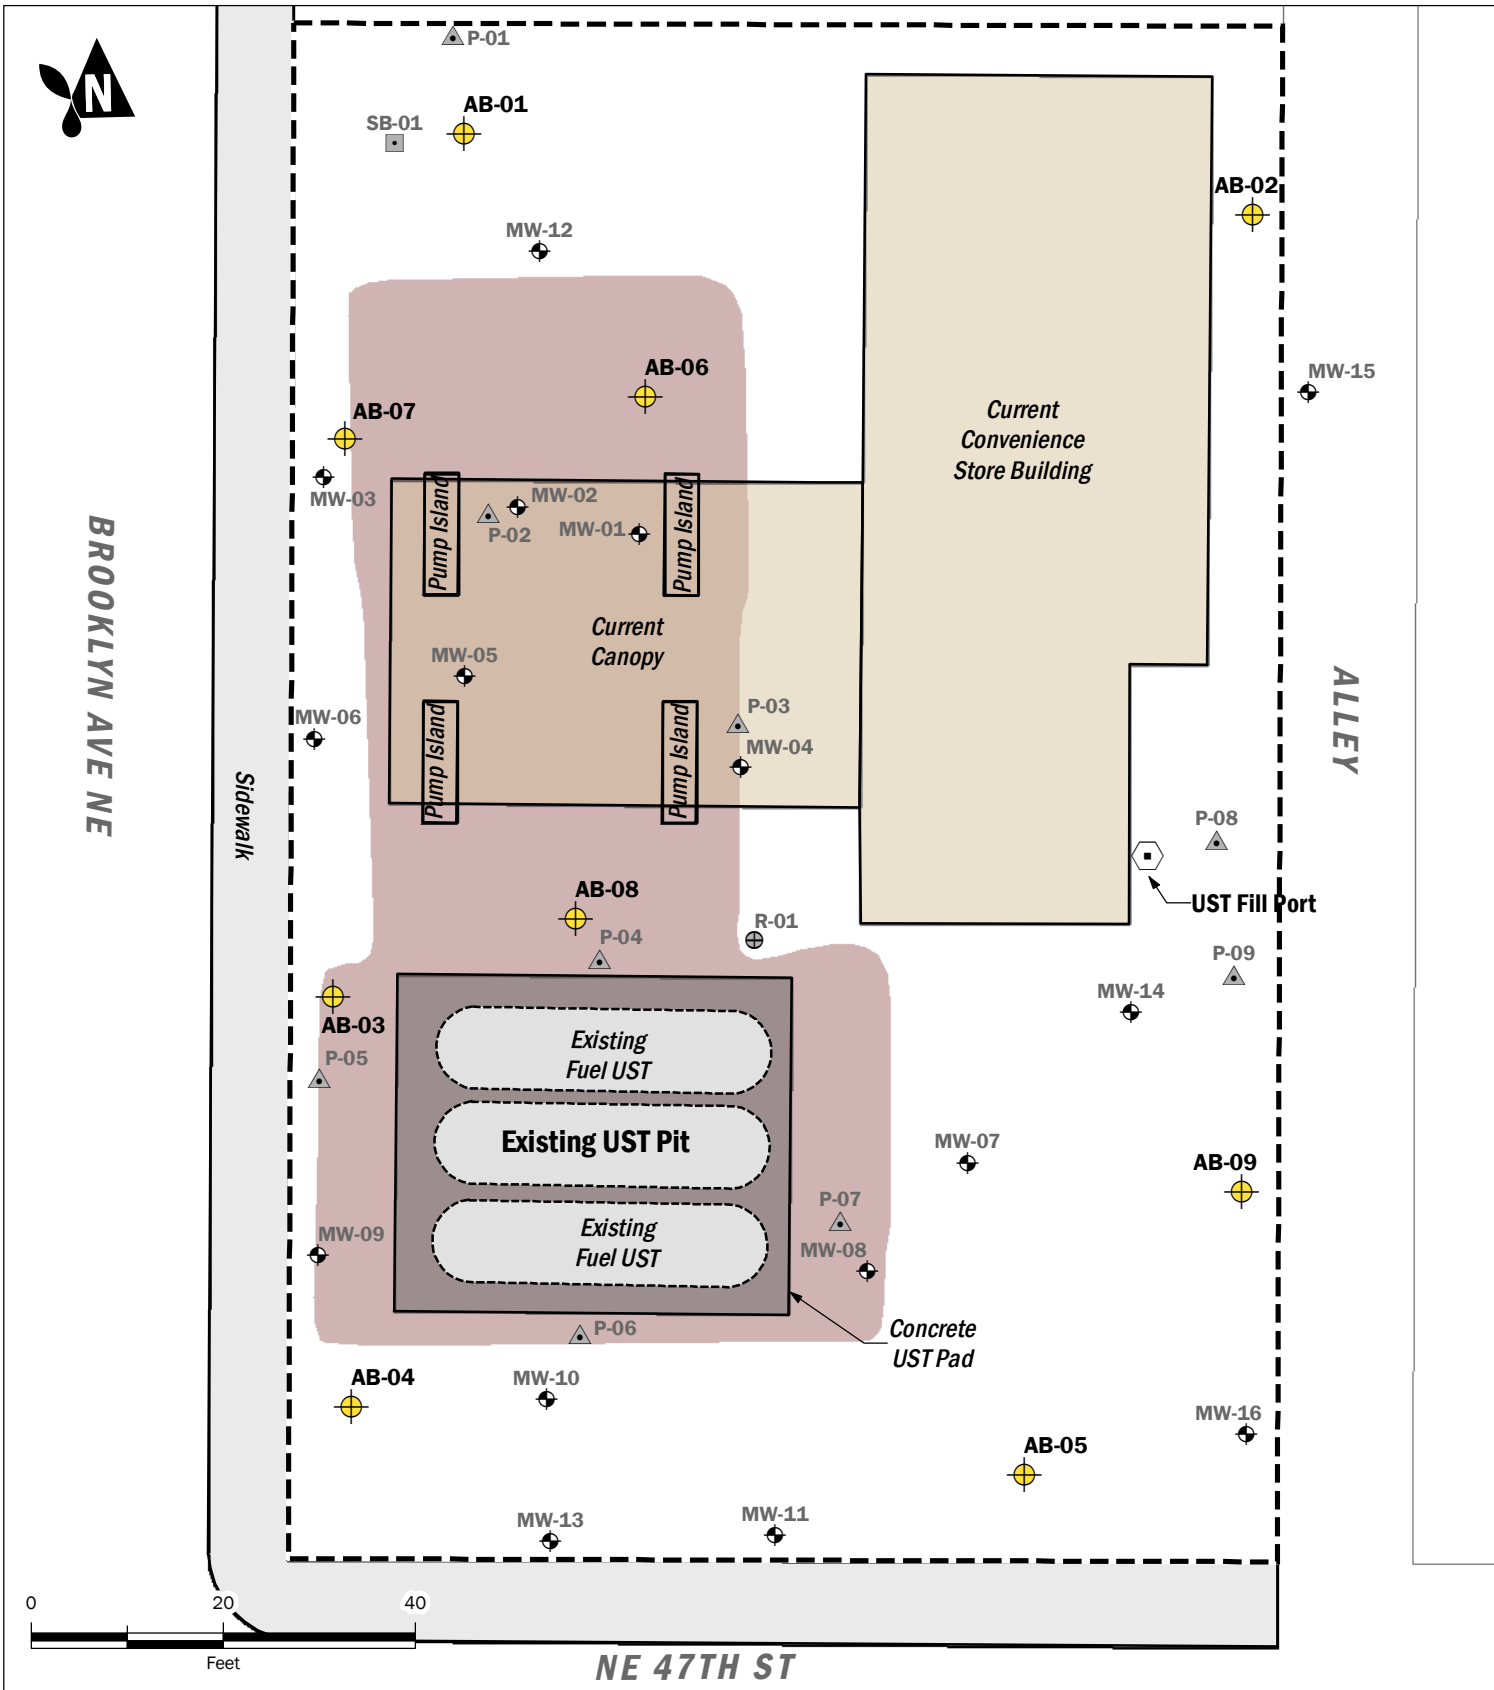 P-01
N
AB-01
SB-01
AB-02
MW-12
AB-06
MW-15
AB-07
Current
Convenience
Store Building
MW-03
Pump Island
MW-02
P-02
MW-01
Pump Island
BROOKLYN AVE NE
Current
Canopy
MW-05
MW-06
Pump Island
Pump Island
P-03
MW-04
ALLEY
Sidewalk
P-08
UST Fill Port
AB-08
R-01
P-04
P-09
MW-14
AB-03
P-05
Existing
Fuel UST
Existing UST Pit
MW-07
AB-09
P-07
MW-09
Existing
Fuel UST
MW-08
P-06
Concrete
UST Pad
AB-04
MW-10
MW-16
AB-05
MW-13
MW-11
0 20 40
Feet
NE 47TH ST